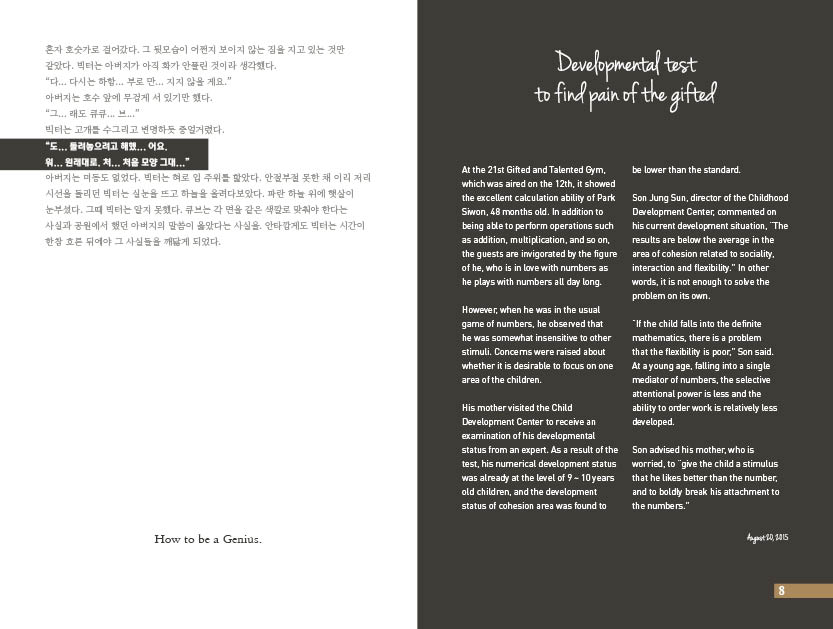 혼자 호숫가로 걸어갔다. 그 뒷모습이 어쩐지 보이지 않는 짐을 지고 있는 것만
같았다. 빅터는 아버지가 아직 화가 안풀린 것이라 생각했다.
“다... 다시는 하함... 부로 만... 지지 않을 게요.”
아버지는 호수 앞에 무겁게 서 있기만 했다.
“그... 래도 큐큐... 브...”
빅터는 고개를 수그리고 변명하듯 중얼거렸다.
“도... 돌려놓으려고 해했... 어요.
워... 원래대로. 처... 처음 모양 그대...”
아버지는 미동도 없었다. 빅터는 혀로 입 주위를 핥았다. 안절부절 못한 채 이리 저리
시선을 돌리던 빅터는 실눈을 뜨고 하늘을 올려다보았다. 파란 하늘 위에 햇살이
눈부셨다. 그때 빅터는 알지 못했다. 큐브는 각 면을 같은 색깔로 맞춰야 한다는
사실과 공원에서 했던 아버지의 말씀이 옳았다는 사실을. 안타깝게도 빅터는 시간이
한참 흐른 뒤에야 그 사실들을 깨닫게 되었다.
How to be a Genius.
Developmental test
to find pain of the gifted
At the 21st Gifted and Talented Gym,
which was aired on the 12th, it showed
the excellent calculation ability of Park
Siwon, 48 months old. In addition to
being able to perform operations such
as addition, multiplication, and so on,
the guests are invigorated by the figure
of he, who is in love with numbers as
he plays with numbers all day long.
However, when he was in the usual
game of numbers, he observed that
he was somewhat insensitive to other
stimuli. Concerns were raised about
whether it is desirable to focus on one
area of the children.
His mother visited the Child
Development Center to receive an
examination of his developmental
status from an expert. As a result of the
test, his numerical development status
was already at the level of 9 ~ 10 years
old children, and the development
status of cohesion area was found to
be lower than the standard.
Son Jung Sun, director of the Childhood
Development Center, commented on
his current development situation, "The
results are below the average in the
area of cohesion related to sociality,
interaction and flexibility." In other
words, it is not enough to solve the
problem on its own.
"If the child falls into the definite
mathematics, there is a problem
that the flexibility is poor," Son said.
At a young age, falling into a single
mediator of numbers, the selective
attentional power is less and the
ability to order work is relatively less
developed.
Son advised his mother, who is
worried, to "give the child a stimulus
that he likes better than the number,
and to boldly break his attachment to
the numbers."
August 20, 2015
8